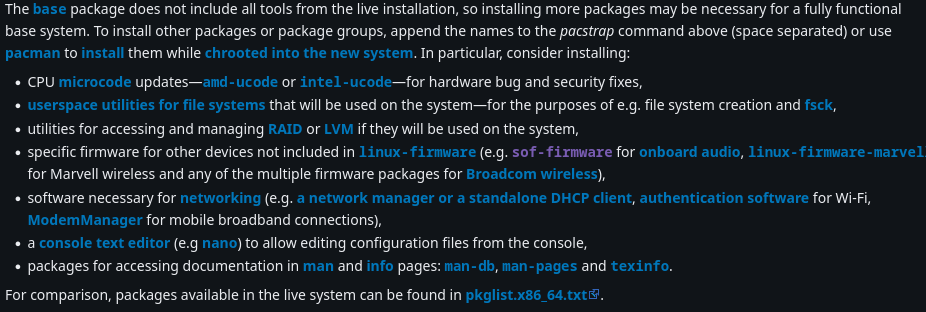 The base package does not include all tools from the live installation, so installing more packages may be necessary for a fully functional
base system. To install other packages or package groups, append the names to the pacstrap command above (space separated) or use
pacman to install them while chrooted into the new system. In particular, consider installing:
• CPU microcode updates—amd-ucode or intel-ucode—for hardware bug and security fixes,
• userspace utilities for file systems that will be used on the system—for the purposes of e.g. file system creation and fsck,
• utilities for accessing and managing RAID or LVM if they will be used on the system,
• specific firmware for other devices not included in linux-firmware (e.g. sof-firmware for onboard audio, linux-firmware-marvel
for Marvell wireless and any of the multiple firmware packages for Broadcom wireless),
• software necessary for networking (e.g. a network manager or a standalone DHCP client, authentication software for Wi-Fi,
ModemManager for mobile broadband connections),
• a console text editor (e.g nano) to allow editing configuration files from the console,
• packages for accessing documentation in man and info pages: man-db, man-pages and texinfo.
For comparison, packages available in the live system can be found in pkglist.x86_64.txt.